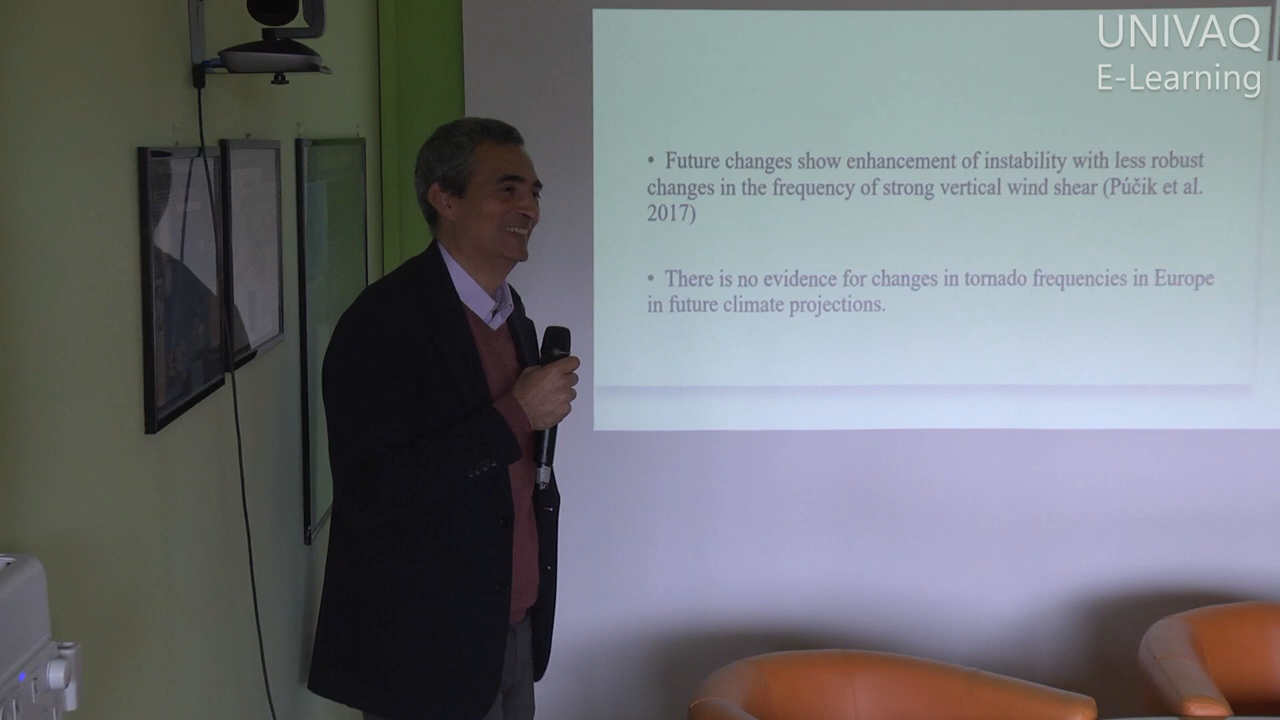 UNIVAQ
E-Learning
• Future changes show enhancement of instability with less robust
changes in the frequency of strong vertical wind shear (Púčik et al.
2017)
• There is no evidence for changes in tornado frequencies in Europe
in future climate projections.